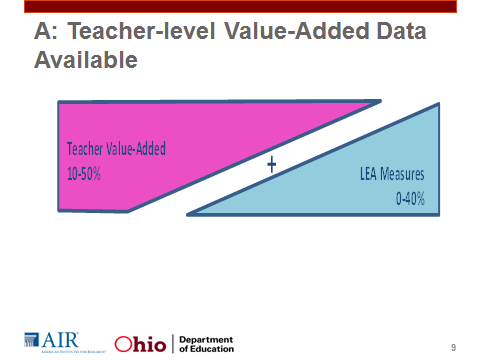 A: Teacher-level Value-Added Data
Available
Teacher Value-Added
10-50%
+
LEA Measures
0-40%
AIR
AMERICAN INSTITUTES FOR RESEARCH
Ohio
Department
of Education
9